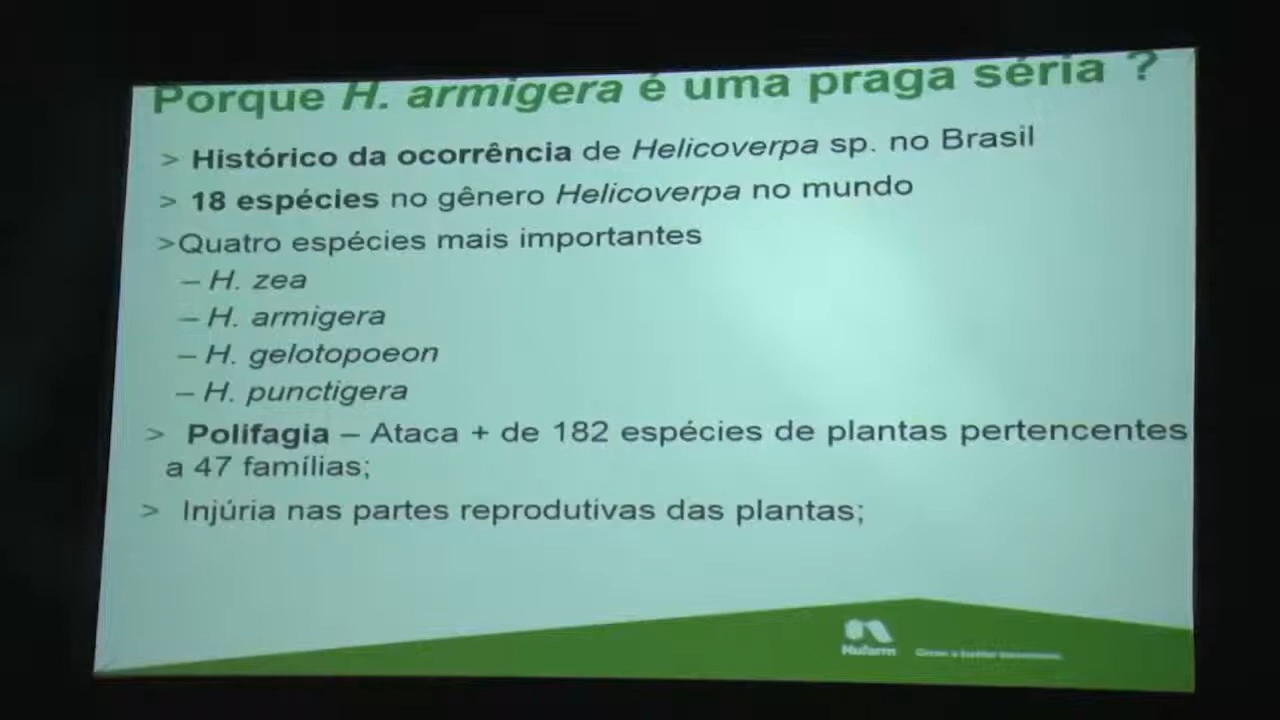 Porque H. armigera é uma praga séria ?
> Histórico da ocorrência de Helicoverpa sp. no Brasil
> 18 espécies no gênero Helicoverpa no mundo
>Quatro espécies mais importantes
– H. zea
– H. armigera
– H. gelotopoeon
– H. punctigera
> Polifagia – Ataca + de 182 espécies de plantas pertencentes
a 47 famílias;
> Injúria nas partes reprodutivas das plantas;
Nufarm